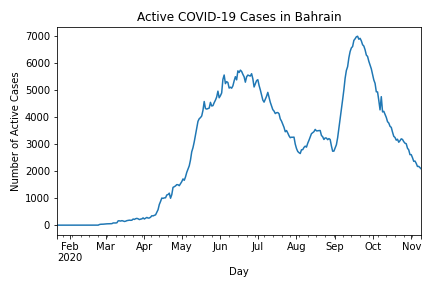 Active COVID-19 Cases in Bahrain
Number of Active Cases
7000
6000
5000
4000
3000
2000
1000
0
Feb Mar Apr May Jun Jul Aug Sep Oct Nov
2020
Day